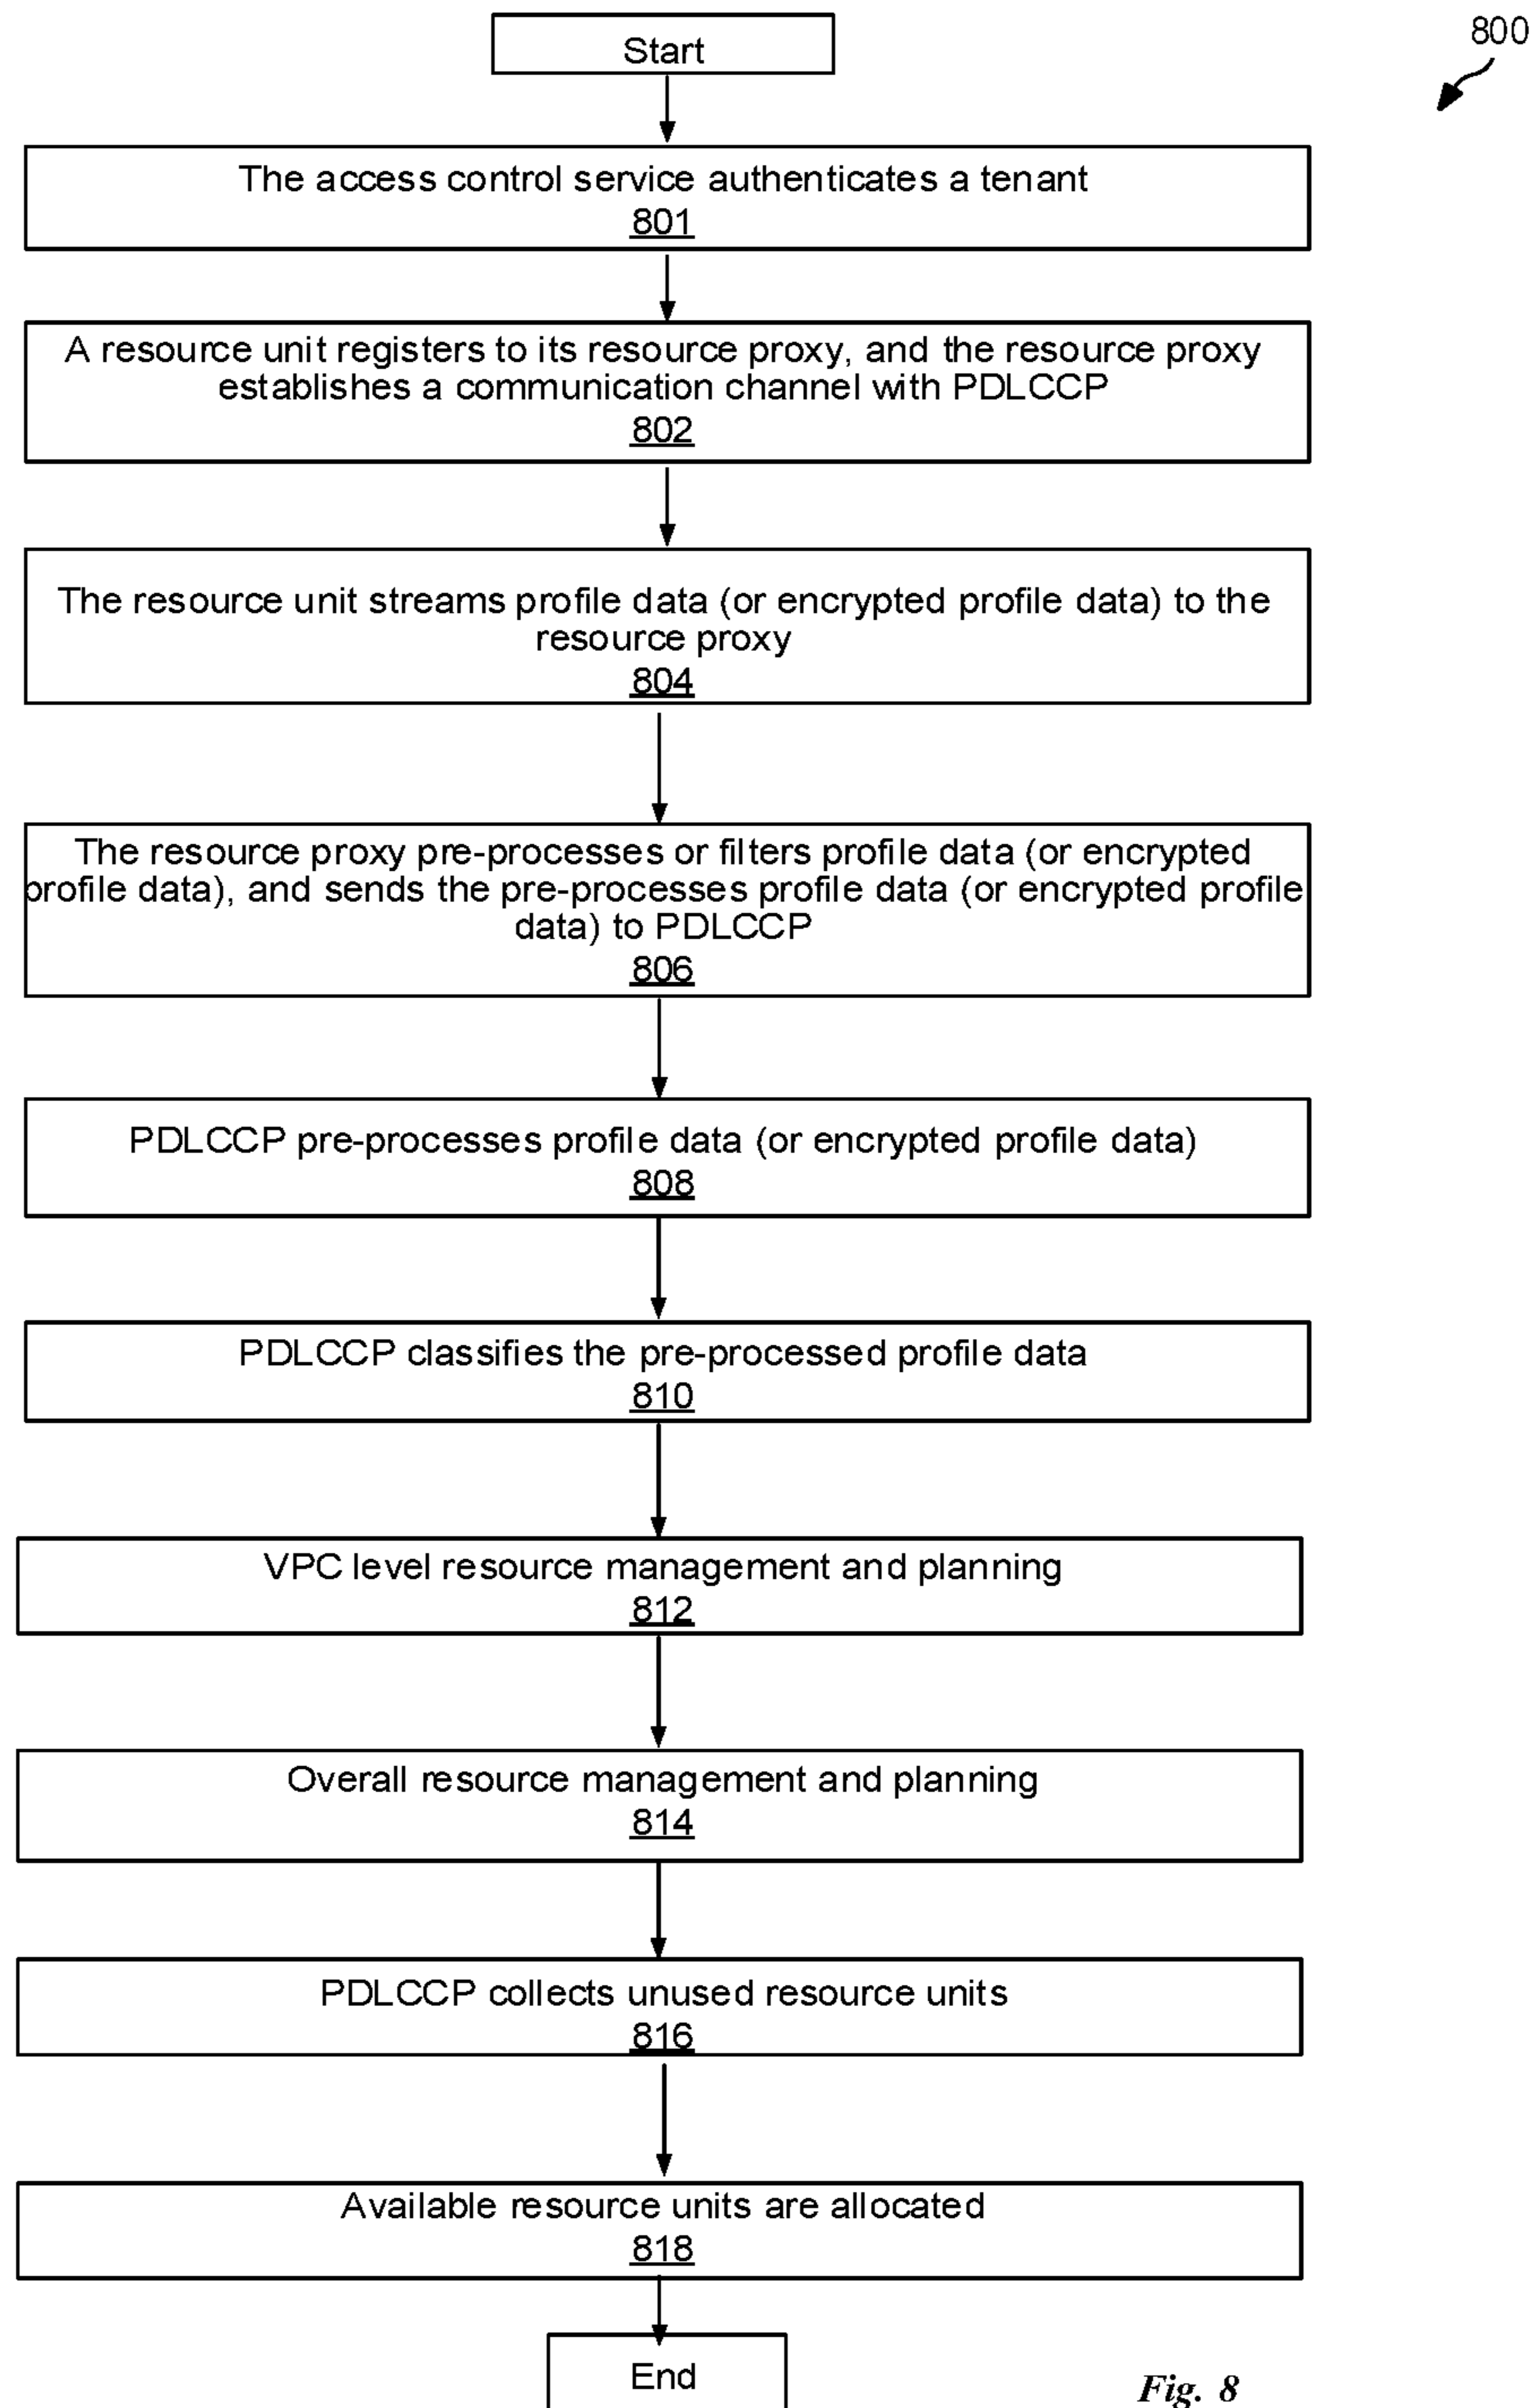 800
Start
The access control service authenticates a tenant
801
A resource unit registers to its resource proxy, and the resource proxy
establishes a communication channel with PDLCCP
802
The resource unit streams profile data (or encrypted profile data) to the
resource proxy
804
The resource proxy pre-processes or filters profile data (or encrypted
profile data), and sends the pre-processes profile data (or encrypted profile
data) to PDLCCP
806
PDLCCP pre-processes profile data (or encrypted profile data)
808
PDLCCP classifies the pre-processed profile data
810
VPC level resource management and planning
812
Overall resource management and planning
814
PDLCCP collects unused resource units
816
Available resource units are allocated
818
End
Fig. 8